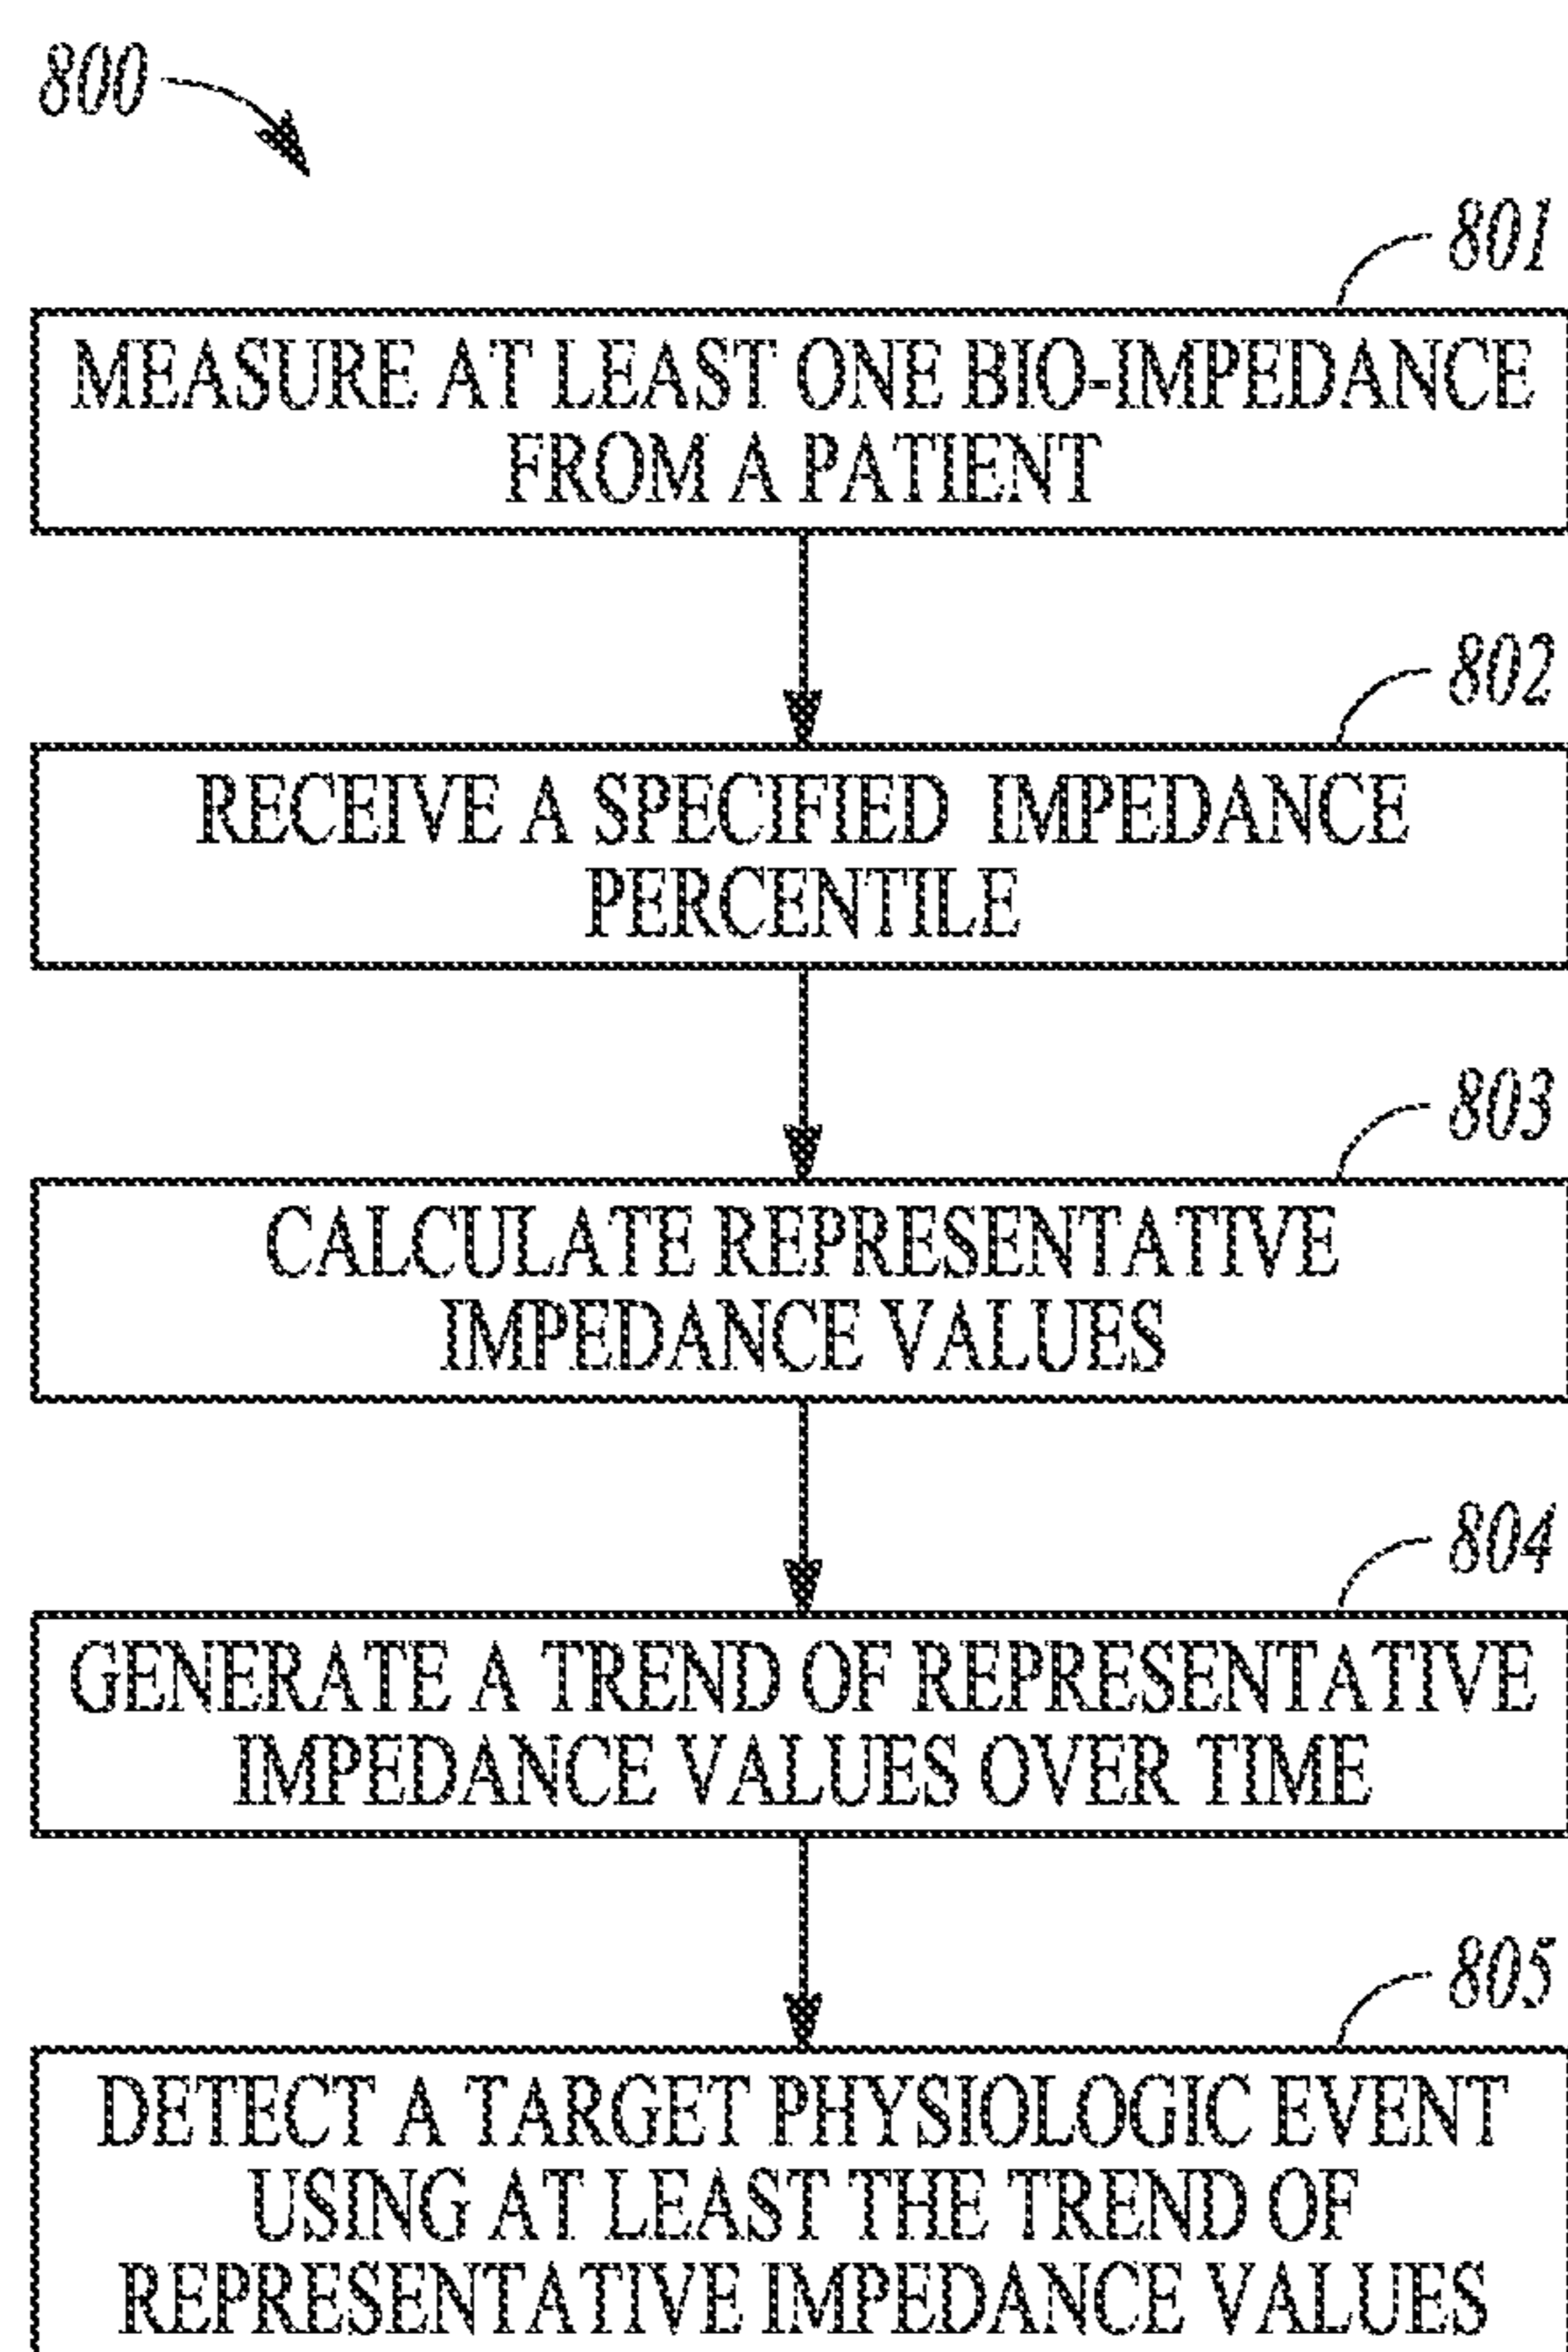 800
801
MEASURE AT LEAST ONE BIO-IMPEDANCE
FROM A PATIENT
802
RECEIVE A SPECIFIED IMPEDANCE
PERCENTILE
803
CALCULATE REPRESENTATIVE
IMPEDANCE VALUES
804
GENERATE A TREND OF REPRESENTATIVE
IMPEDANCE VALUES OVER TIME
805
DETECT A TARGET PHYSIOLOGIC EVENT
USING AT LEAST THE TREND OF
REPRESENTATIVE IMPEDANCE VALUES